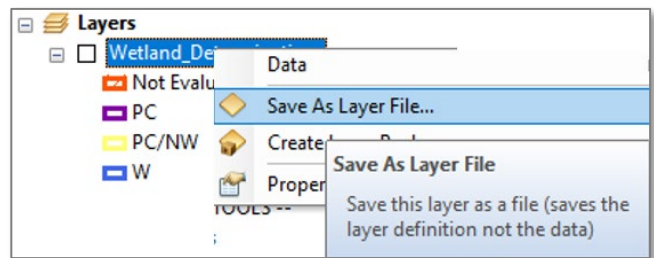 Layers
Wetland_De
Data
Not Evalu
Save As Layer File...
PC
PC/NW
Create
Save As Layer File
W
Proper
Save this layer as a file (saves the
layer definition not the data)